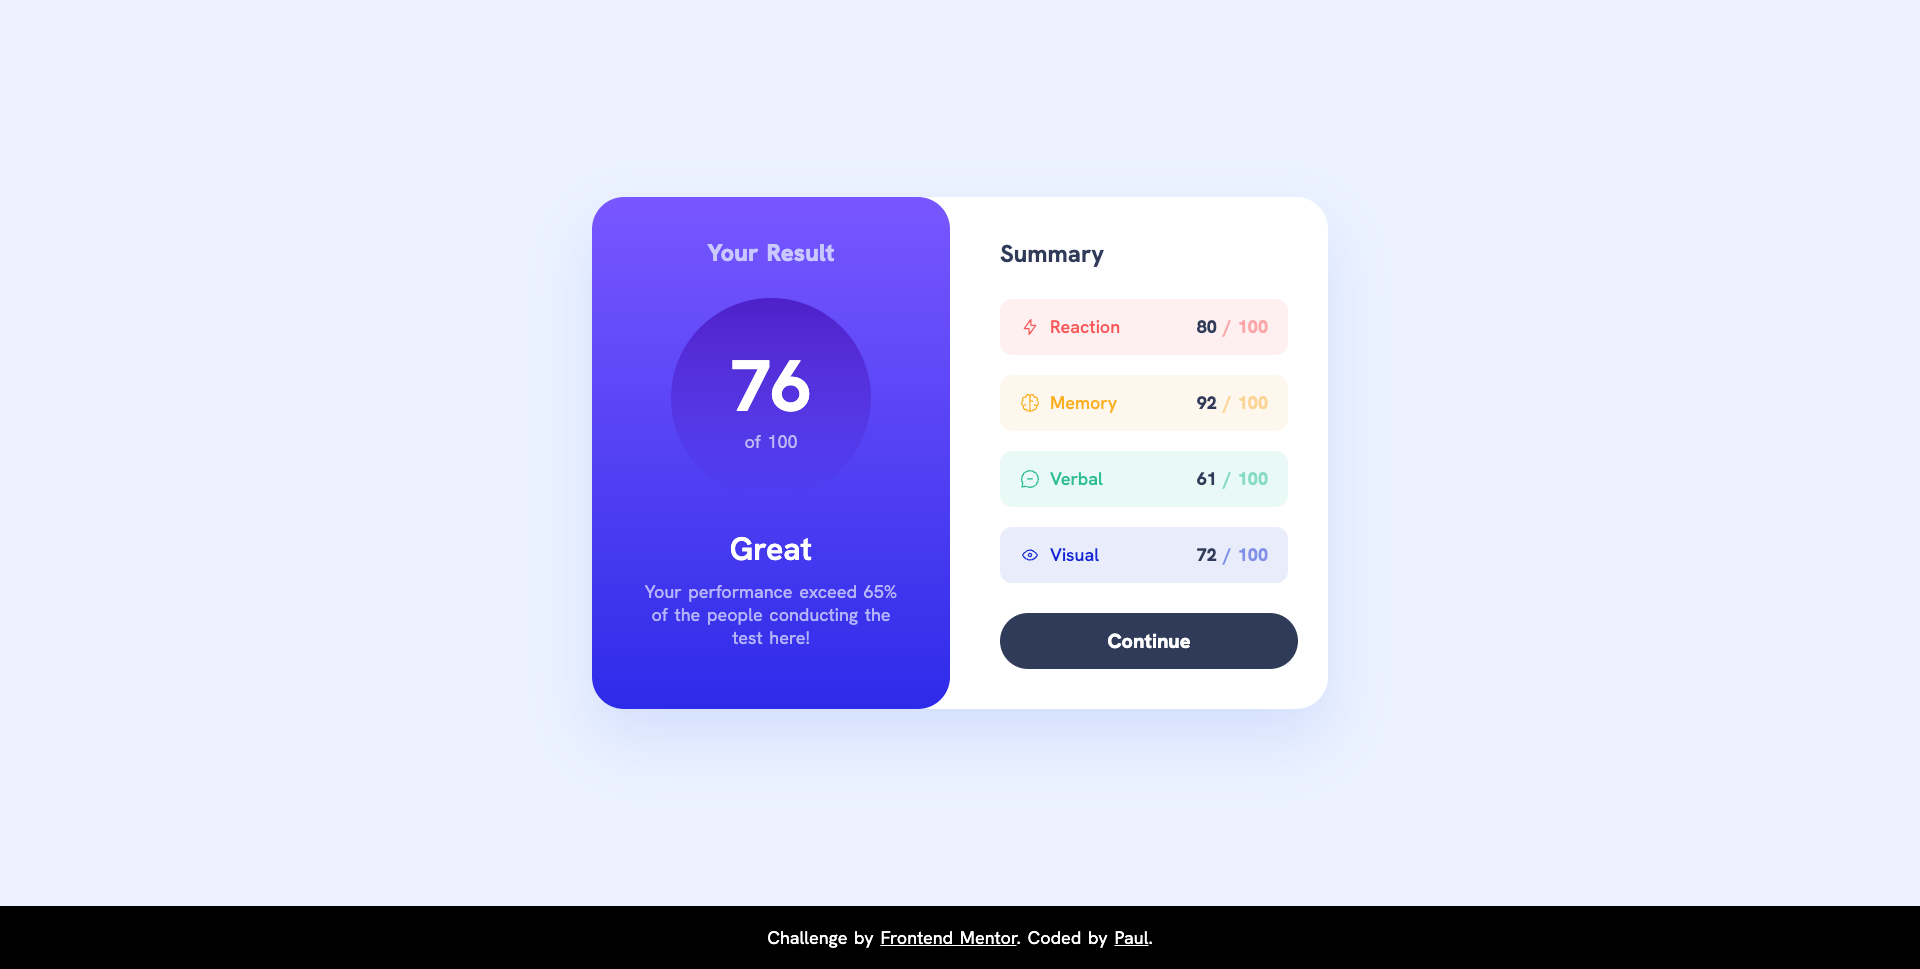 Your Result
76
of 100
Great
Your performance exceed 65%
of the people conducting the
test here!
Summary
Reaction 80 / 100
Memory 92 / 100
Verbal 61 / 100
Visual 72 / 100
Continue
Challenge by Frontend Mentor. Coded by Paul.